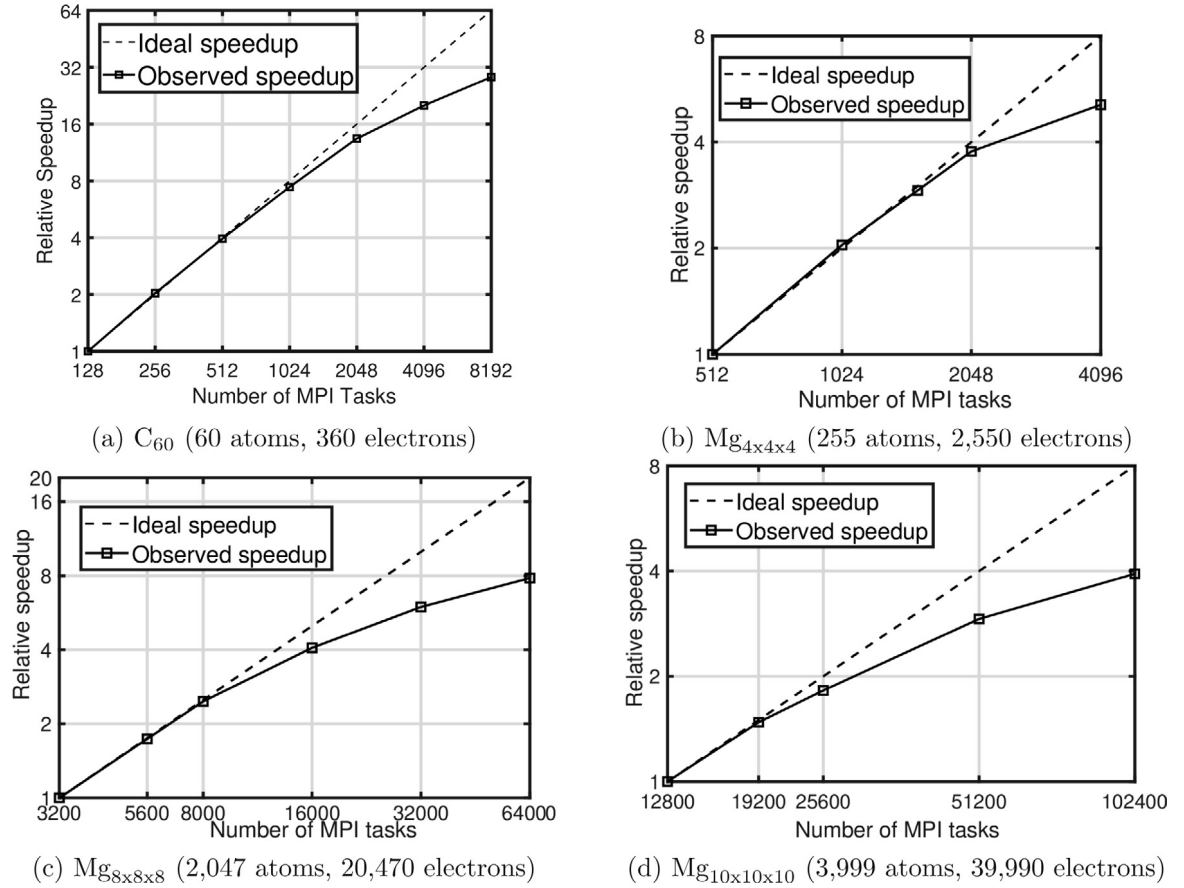 64
32
16
8
4
2
1
Relative Speedup
Ideal speedup
Observed speedup
128 256 512 1024 2048 4096 8192
Number of MPI Tasks
(a) C60 (60 atoms, 360 electrons)
8
4
2
1
Relative speedup
Ideal speedup
Observed speedup
512 1024 2048 4096
Number of MPI tasks
(b) Mg4x4x4 (255 atoms, 2,550 electrons)
20
16
8
4
2
1
Relative speedup
Ideal speedup
Observed speedup
3200 5600 8000 16000 32000 64000
Number of MPI tasks
(c) Mg8x8x8 (2,047 atoms, 20,470 electrons)
8
4
2
1
Relative speedup
Ideal speedup
Observed speedup
12800 19200 25600 51200 102400
Number of MPI tasks
(d) Mg10x10x10 (3,999 atoms, 39,990 electrons)